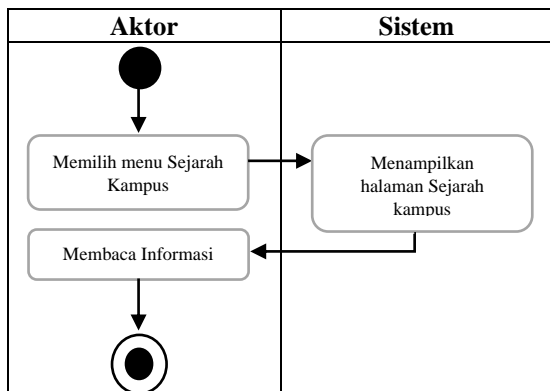 Aktor
Sistem
Memilih menu Sejarah
Kampus
Menampilkan
halaman Sejarah
kampus
Membaca Informasi